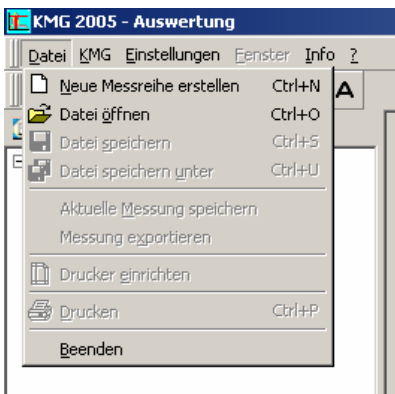 KMG 2005 - Auswertung
Datei KMG Einstellungen Fenster Info ?
Neue Messreihe erstellen Ctrl+N
A
Datei öffnen Ctrl+O
Datei speichern Ctrl+S
Datei speichern unter Ctrl+U
Aktuelle Messung speichern
Messung exportieren
Drucker einrichten
Drucken Ctrl+P
Beenden